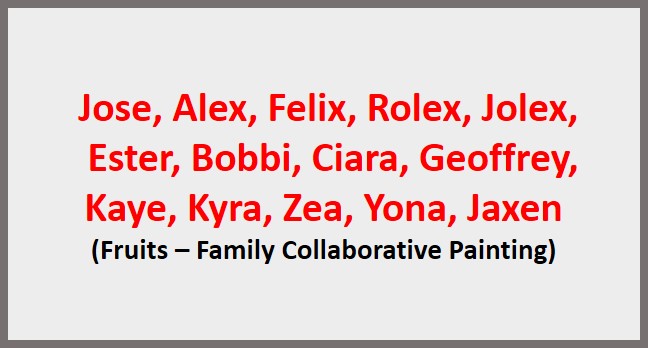 Jose, Alex, Felix, Rolex, Jolex,
Ester, Bobbi, Ciara, Geoffrey,
Kaye, Kyra, Zea, Yona, Jaxen
(Fruits – Family Collaborative Painting)